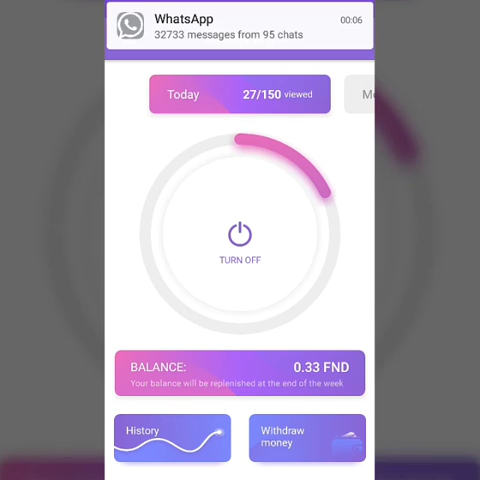 WhatsApp 00:06
32733 messages from 95 chats
Today 27/150 viewed
TURN OFF
BALANCE: 0.33 FND
Your balance will be replenished at the end of the week
History
Withdraw
money